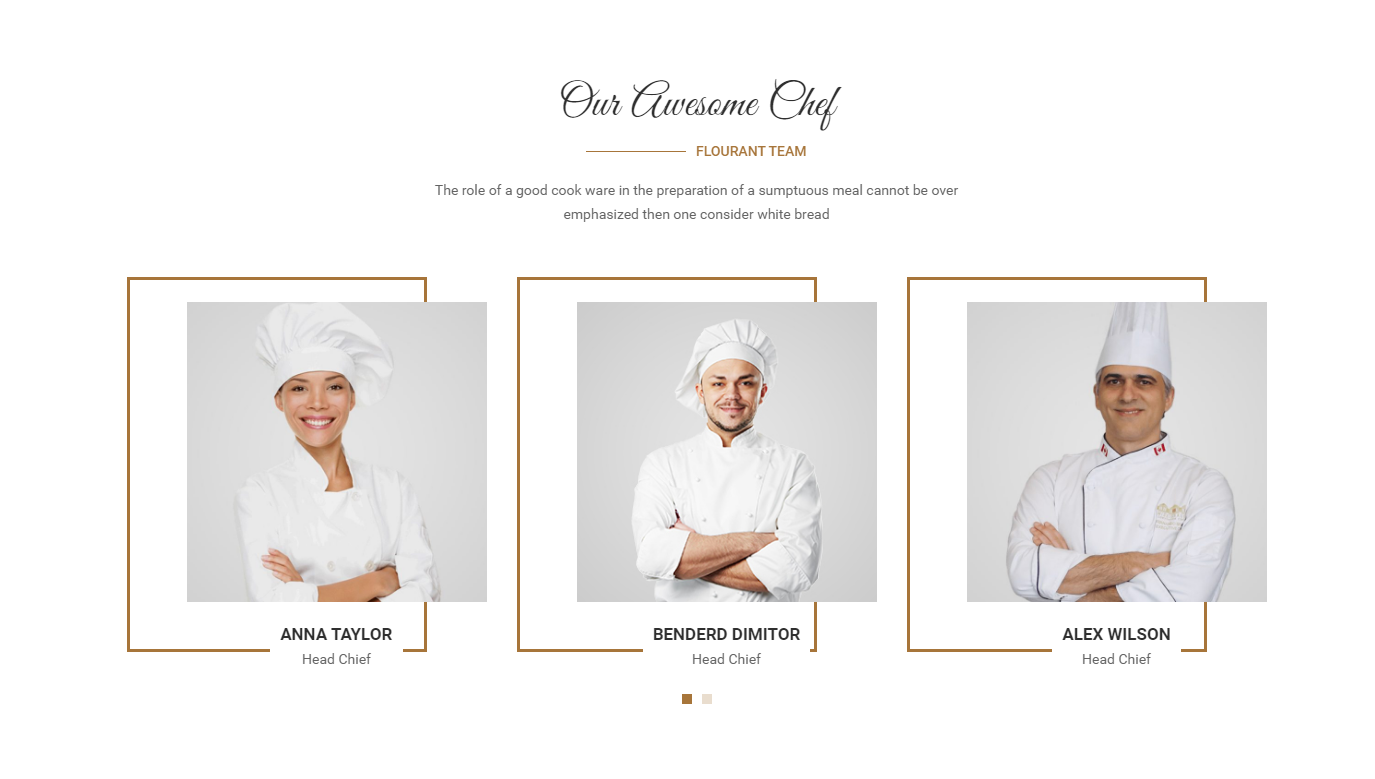 Our Awesome Chef
FLOURANT TEAM
The role of a good cook ware in the preparation of a sumptuous meal cannot be over
emphasized then one consider white bread
ANNA TAYLOR
Head Chief
BENDERD DIMITOR
Head Chief
ALEX WILSON
Head Chief